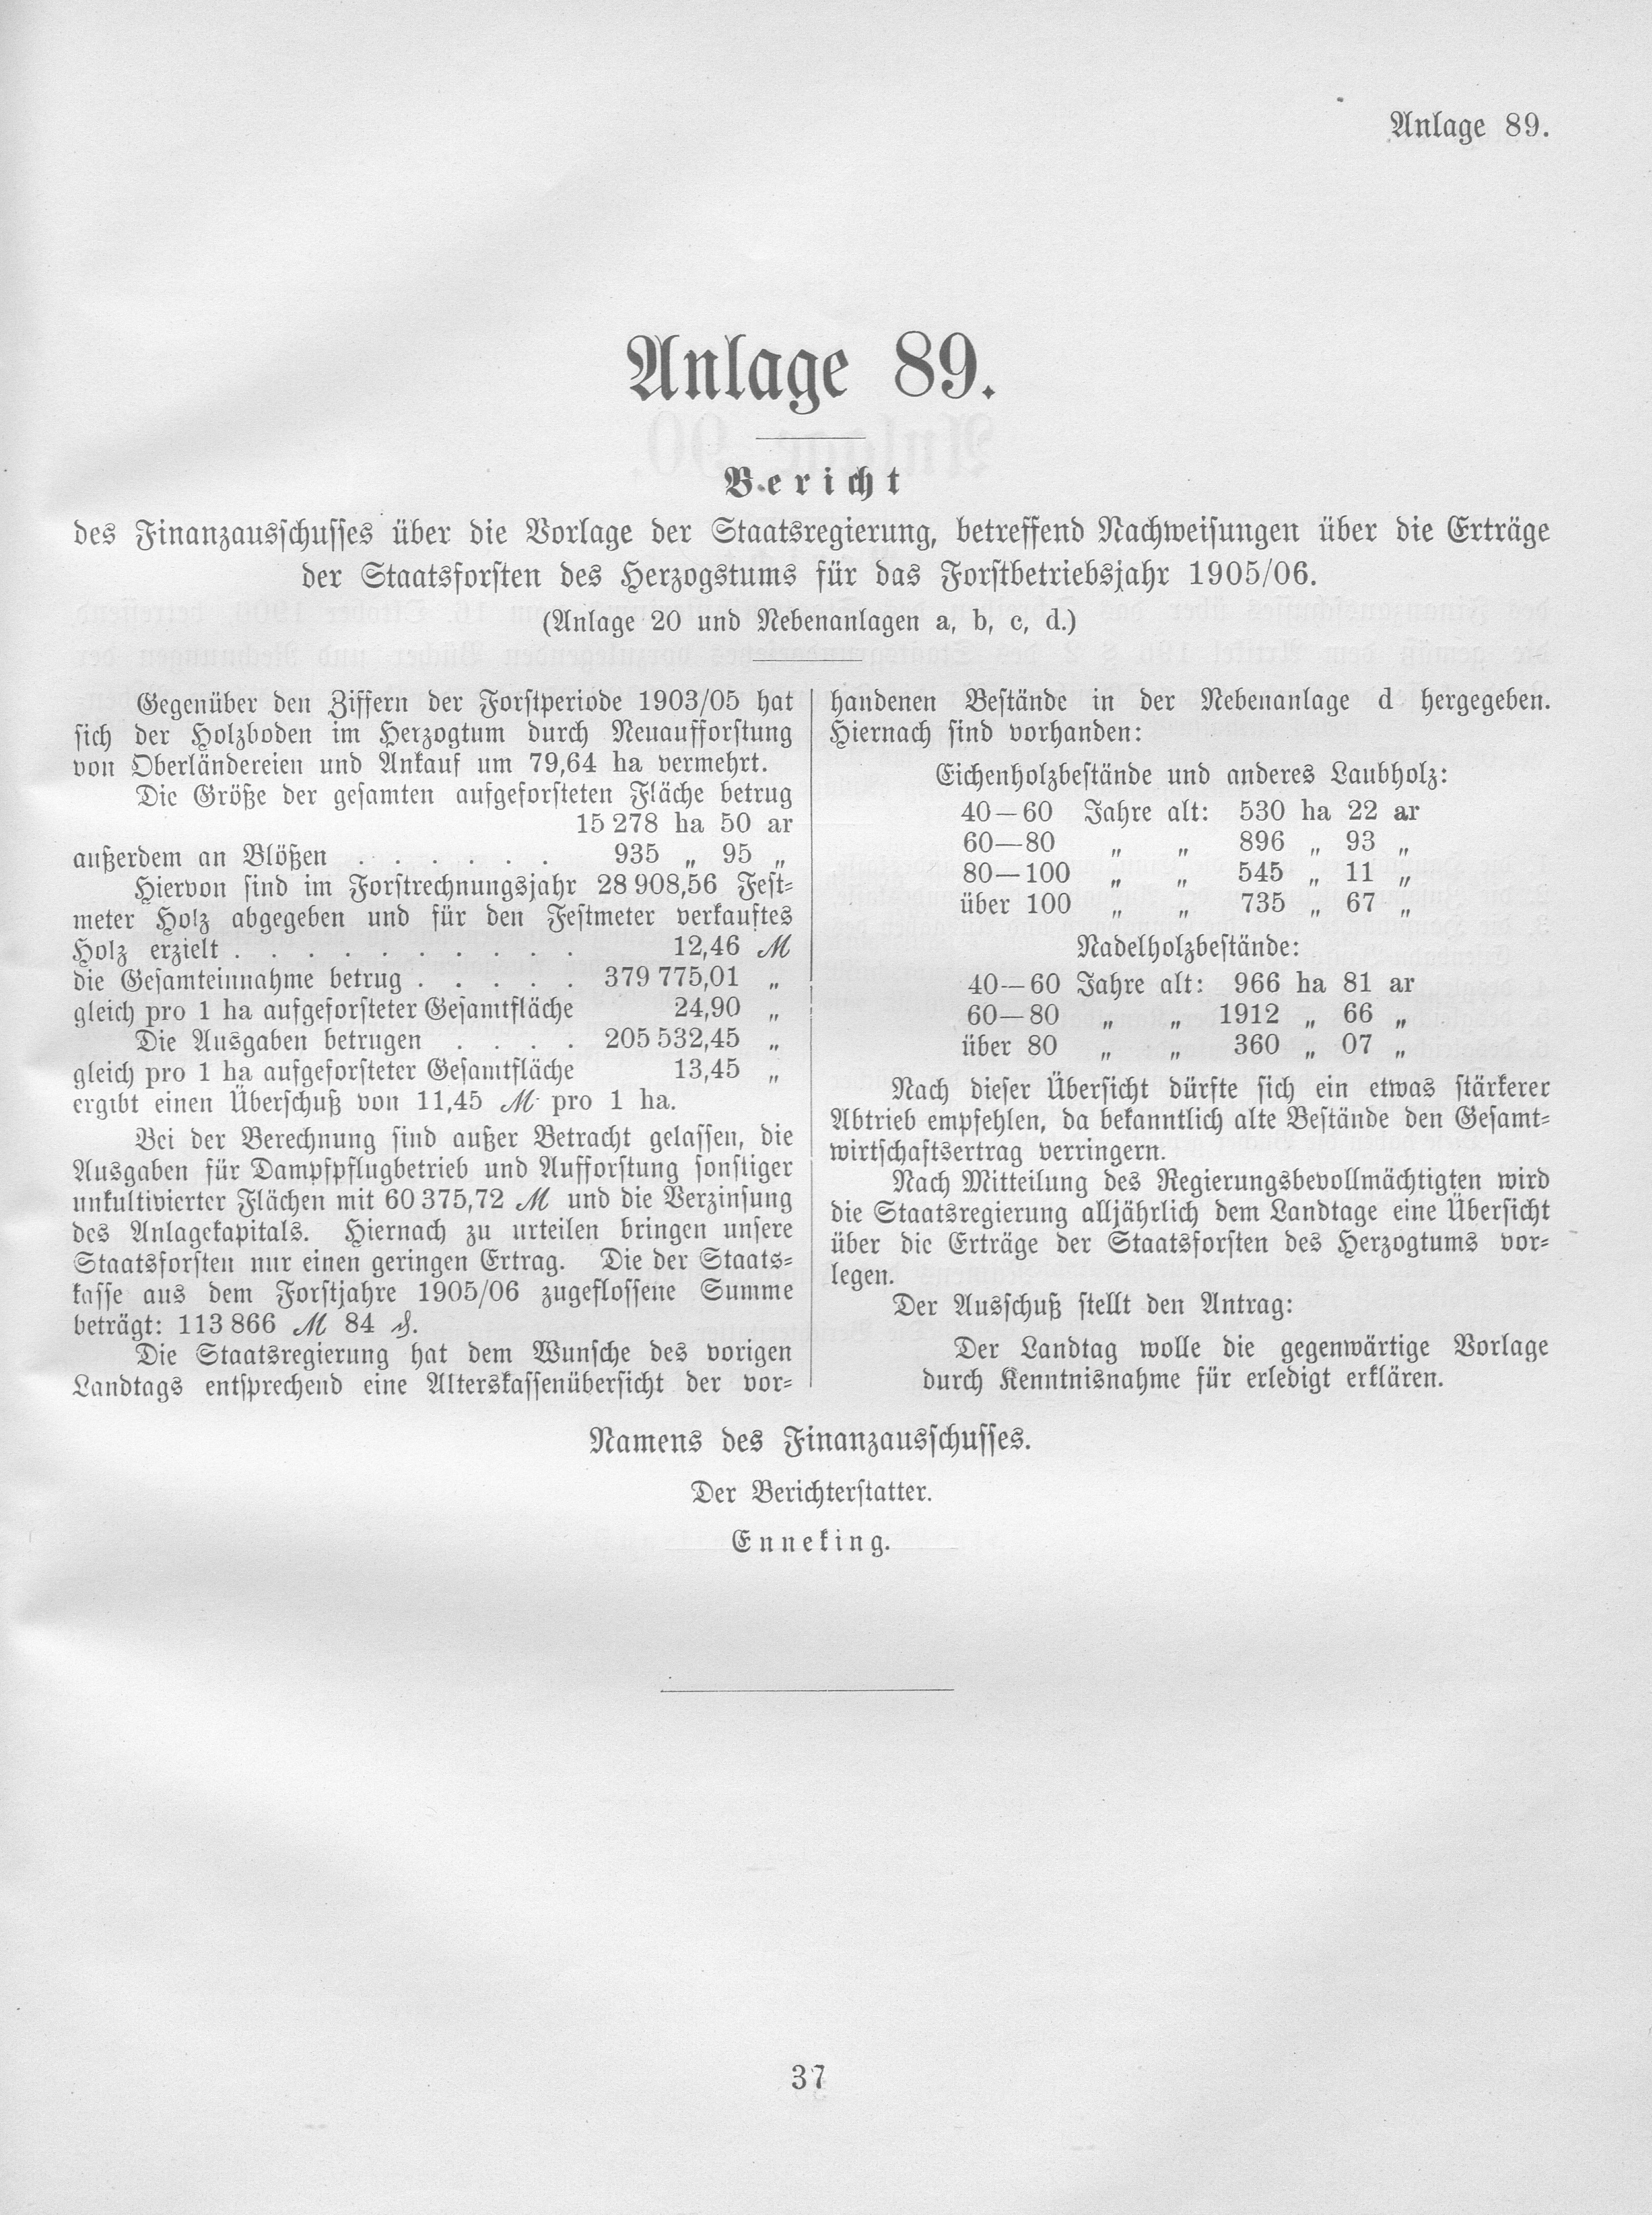 Anlage 89.
Anlage 89.
Bericht
des Finanzausschusses über die Vorlage der Staatsregierung, betreffend Nachweisungen über die Erträge
der Staatsforsten des Herzogstums für das Forstbetriebsjahr 1905/06.
(Anlage 20 und Nebenanlagen a, b, c, d.)
Gegenüber den Ziffern der Forstperiode 1903/05 hat
sich der Holzboden im Herzogtum durch Neuaufforstung
von Oberländereien und Ankauf um 79,64 ha vermehrt.
Die Größe der gesamten aufgeforsteten Fläche betrug
15 278 ha 50 ar
außerdem an Blößen . . . . . . 935 „ 95 „
Hiervon sind im Forstrechnungsjahr 28 908,56 Fest-
meter Holz abgegeben und für den Festmeter verkauftes
Holz erzielt . . . . . . . . . . 12,46 ℳ
die Gesamteinnahme betrug . . . . . 379 775,01 „
gleich pro 1 ha aufgeforsteter Gesamtfläche 24,90 „
Die Ausgaben betrugen . . . . 205 532,45 „
gleich pro 1 ha aufgeforsteter Gesamtfläche 13,45 „
ergibt einen Überschuß von 11,45 ℳ pro 1 ha.
Bei der Berechnung sind außer Betracht gelassen, die
Ausgaben für Dampfpflugbetrieb und Aufforstung sonstiger
unkultivierter Flächen mit 60 375,72 ℳ und die Verzinsung
des Anlagekapitals. Hiernach zu urteilen bringen unsere
Staatsforsten nur einen geringen Ertrag. Die der Staats-
kasse aus dem Forstjahre 1905/06 zugeflossene Summe
beträgt: 113 866 ℳ 84 ₰.
Die Staatsregierung hat dem Wunsche des vorigen
Landtags entsprechend eine Alterskassenübersicht der vor-
handenen Bestände in der Nebenanlage d hergegeben.
Hiernach sind vorhanden:
Eichenholzbestände und anderes Laubholz:
40—60 Jahre alt: 530 ha 22 ar
60—80 „ „ 896 „ 93 „
80—100 „ „ 545 „ 11 „
über 100 „ „ 735 „ 67 „
Nadelholzbestände:
40—60 Jahre alt: 966 ha 81 ar
60—80 „ „ 1912 „ 66 „
über 80 „ „ 360 „ 07 „
Nach dieser Übersicht dürfte sich ein etwas stärkerer
Abtrieb empfehlen, da bekanntlich alte Bestände den Gesamt-
wirtschaftsertrag verringern.
Nach Mitteilung des Regierungsbevollmächtigten wird
die Staatsregierung alljährlich dem Landtage eine Übersicht
über die Erträge der Staatsforsten des Herzogtums vor-
legen.
Der Ausschuß stellt den Antrag:
Der Landtag wolle die gegenwärtige Vorlage
durch Kenntnisnahme für erledigt erklären.
Namens des Finanzausschusses.
Der Berichterstatter.
Enneking.
37